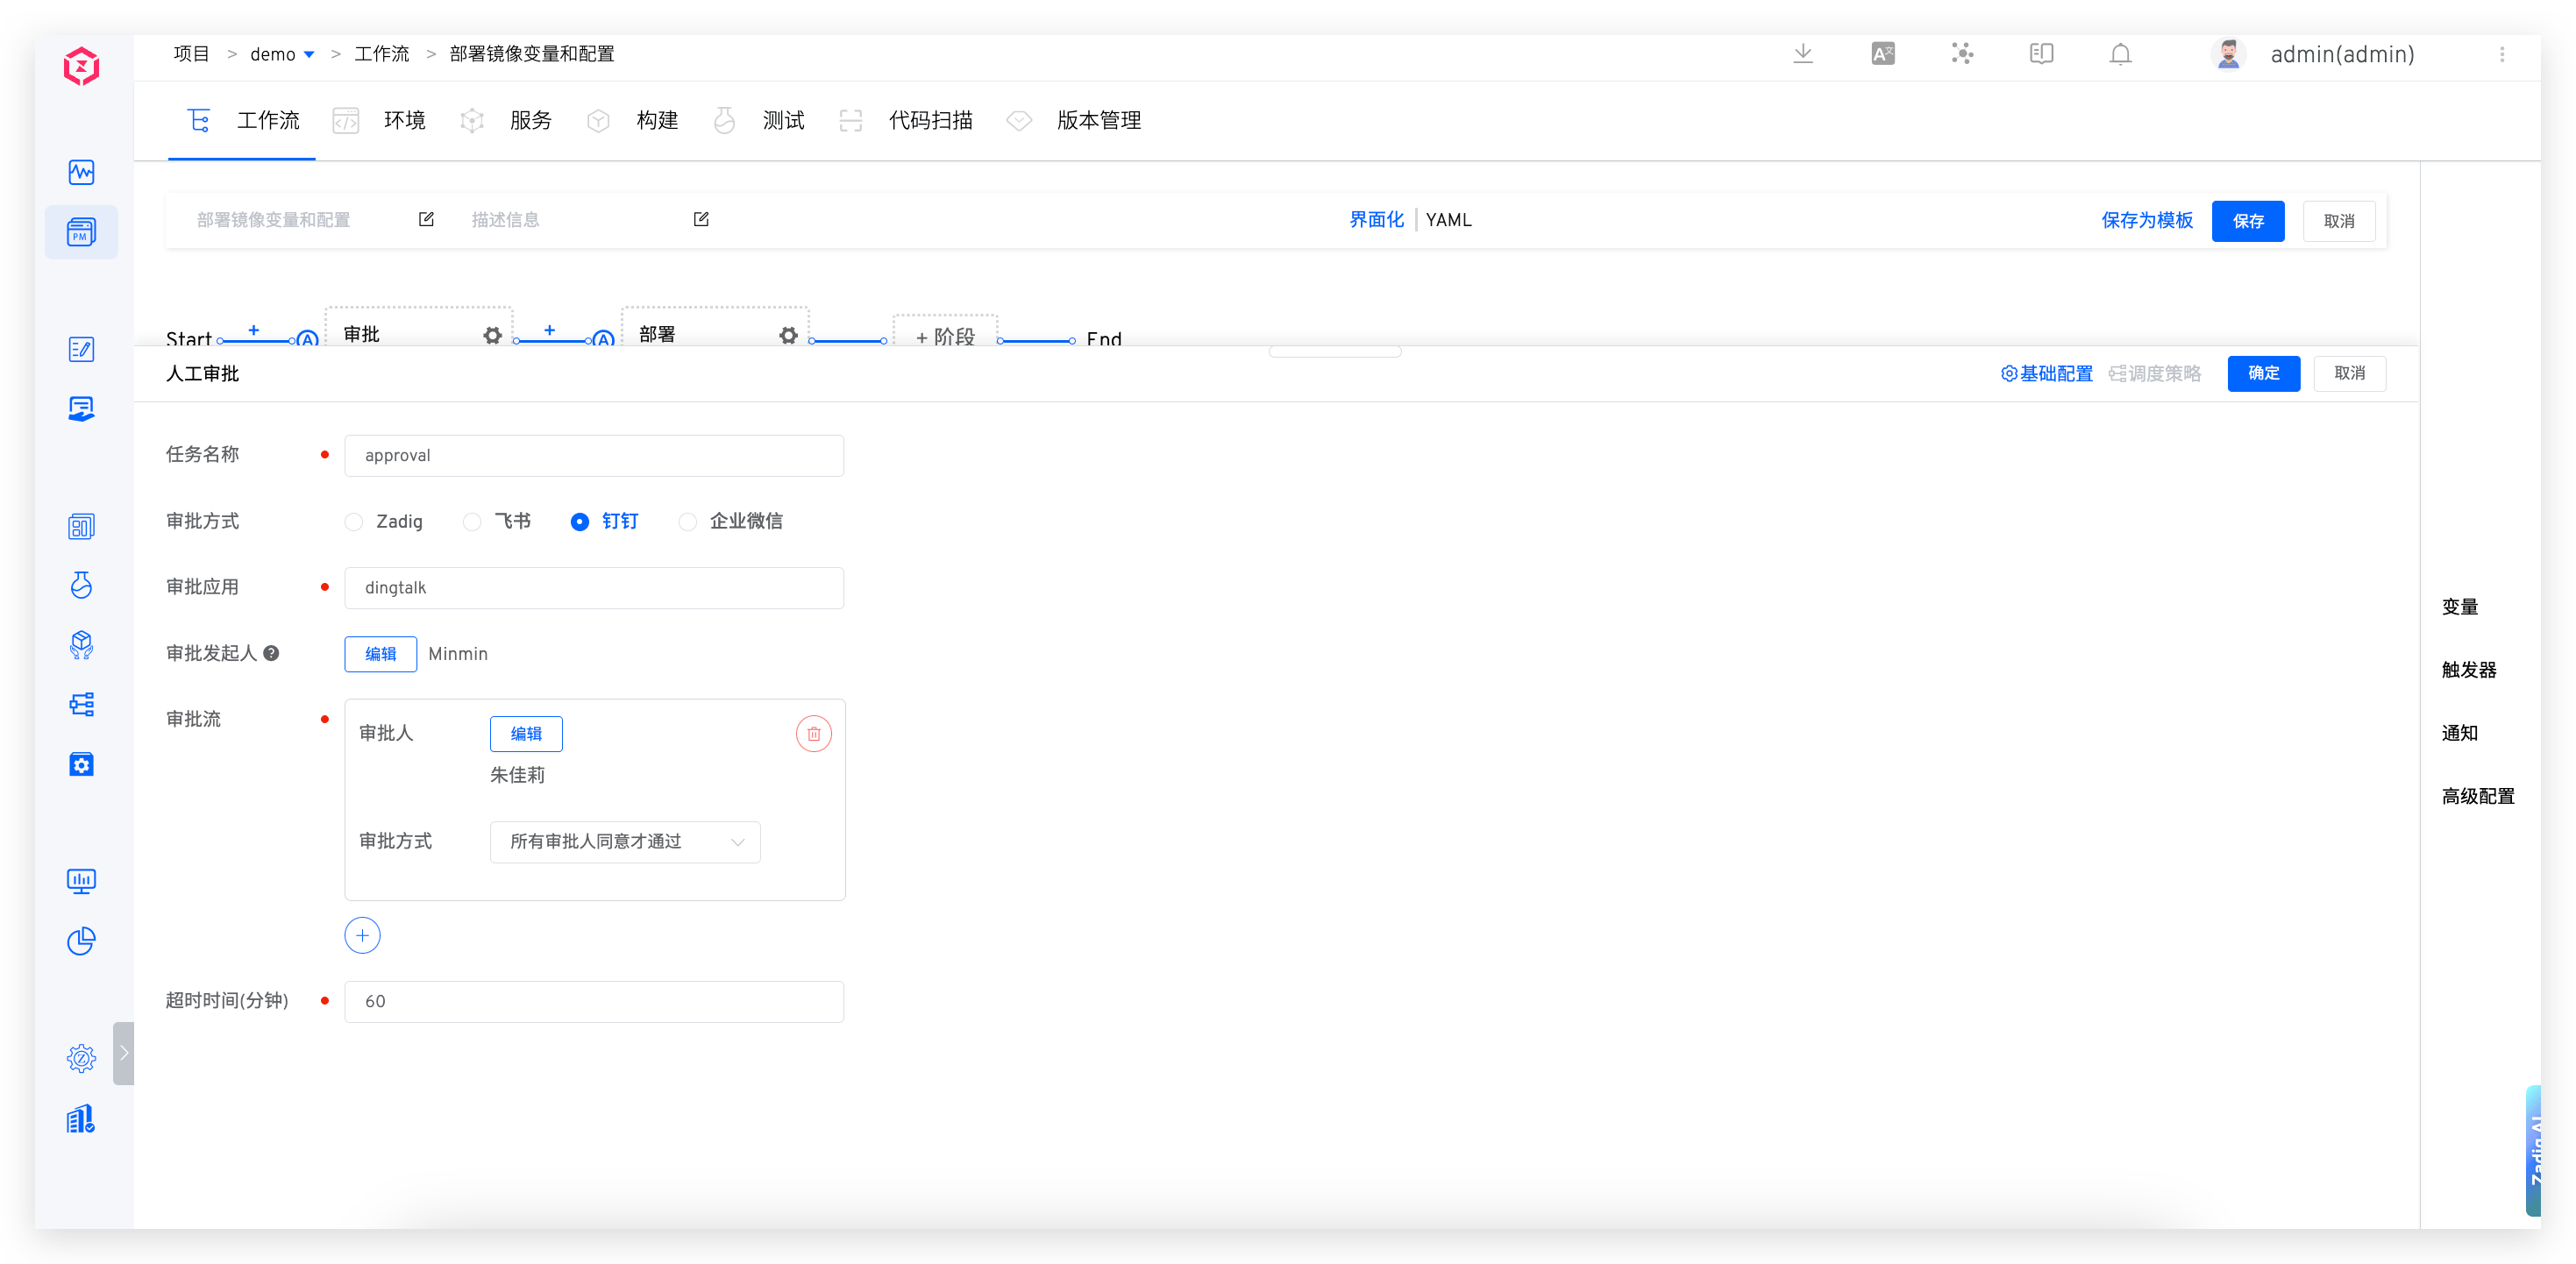 项目 > demo > 工作流 > 部署镜像变量和配置
admin(admin)
工作流 环境 服务 构建 测试 代码扫描 版本管理
PM
部署镜像变量和配置 描述信息 界面化 YAML 保存为模板 保存 取消
Start + A 审批 + A 部署 + 阶段 End
人工审批 基础配置 调度策略 确定 取消
任务名称 approval
审批方式 Zadig 飞书 钉钉 企业微信
审批应用 dingtalk
审批发起人 ? 编辑 Minmin
审批流
审批人 编辑
朱佳莉
审批方式 所有审批人同意才通过
超时时间(分钟) 60
变量
触发器
通知
高级配置
Zadig AI